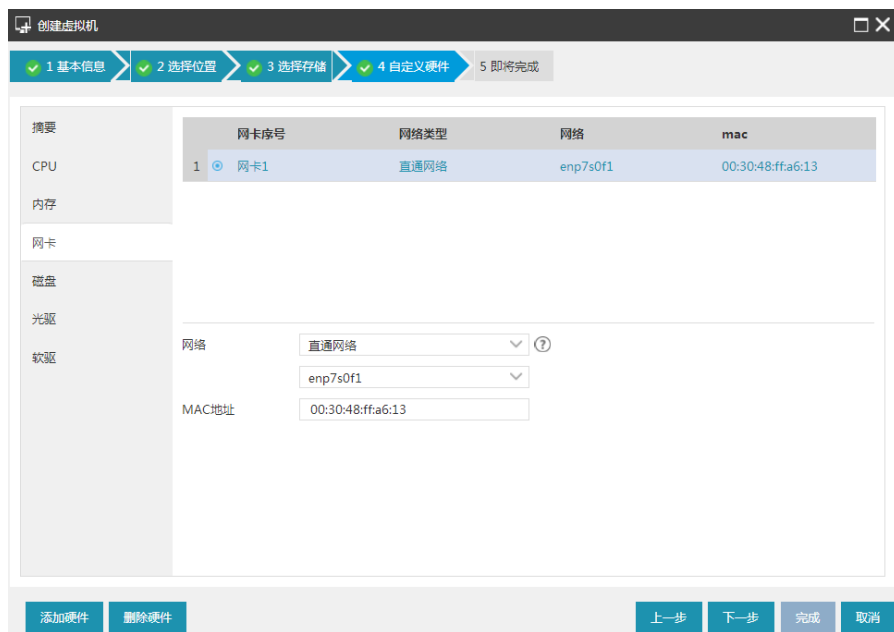 创建虚拟机
1 基本信息 2 选择位置 3 选择存储 4 自定义硬件 5 即将完成
摘要
CPU
内存
网卡
磁盘
光驱
软驱
网卡序号 网络类型 网络 mac
1 网卡1 直通网络 enp7s0f1 00:30:48:ff:a6:13
网络 直通网络 ?
enp7s0f1
MAC地址 00:30:48:ff:a6:13
添加硬件 删除硬件 上一步 下一步 完成 取消